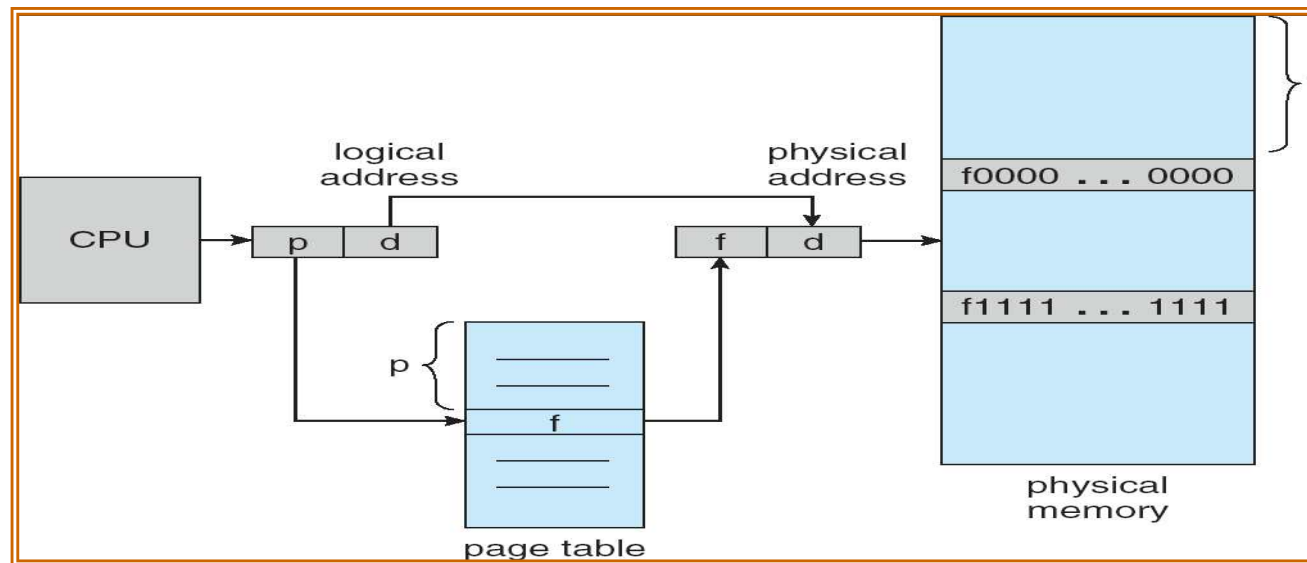 logical
address
physical
address
f0000 ... 0000
CPU
p d
f d
f1111 ... 1111
p
f
physical
memory
page table